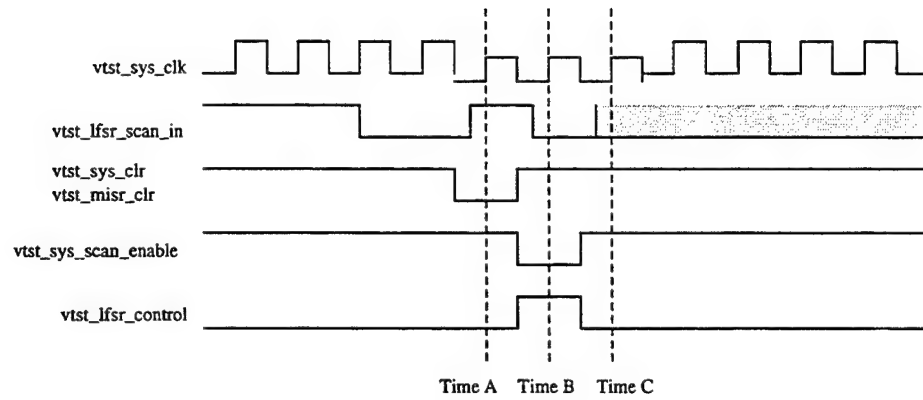 vtst_sys_clk
vtst_lfsr_scan_in
vtst_sys_clr
vtst_misr_clr
vtst_sys_scan_enable
vtst_lfsr_control
Time A Time B Time C